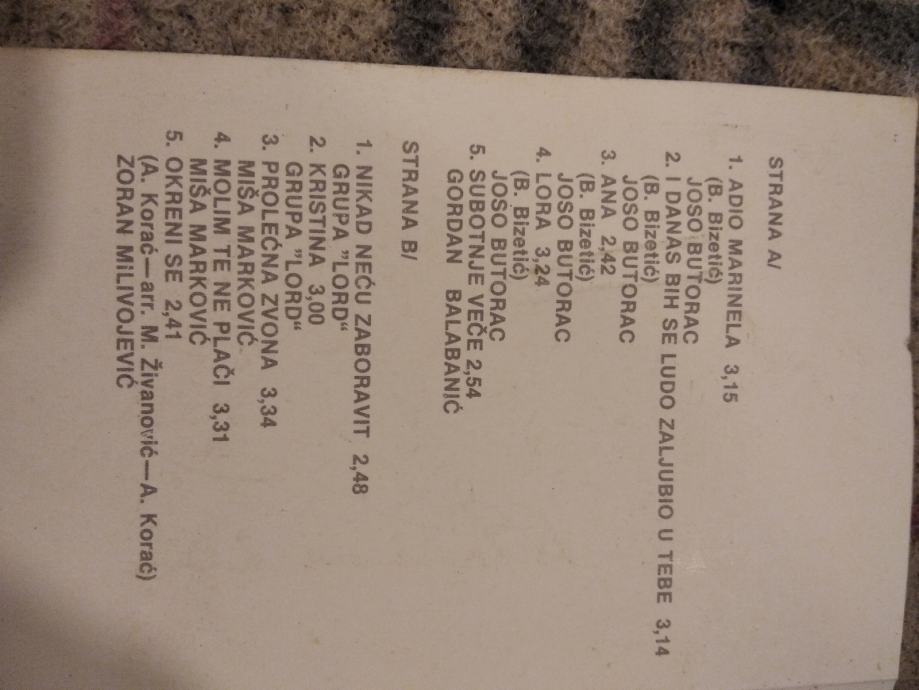 STRANA A/
1. ADIO MARINELA 3,15
(B. Bizetić)
JOSO BUTORAC
2. I DANAS BIH SE LUDO ZALJUBIO U TEBE 3,14
(B. Bizetić)
JOSO BUTORAC
3. ANA 2,42
(B. Bizetić)
JOSO BUTORAC
4. LORA 3,24
(B. Bizetić)
JOSO BUTORAC
5. SUBOTNJE VEČE 2,54
GORDAN BALABANIĆ
STRANA B/
1. NIKAD NEĆU ZABORAVIT 2,48
GRUPA "LORD“
2. KRISTINA 3,00
GRUPA "LORD“
3. PROLEĆNA ZVONA 3,34
MIŠA MARKOVIĆ
4. MOLIM TE NE PLAČI 3,31
MIŠA MARKOVIĆ
5. OKRENI SE 2,41
(A. Korać—arr. M. Živanović—A. Korać)
ZORAN MiLIVOJEVIĆ